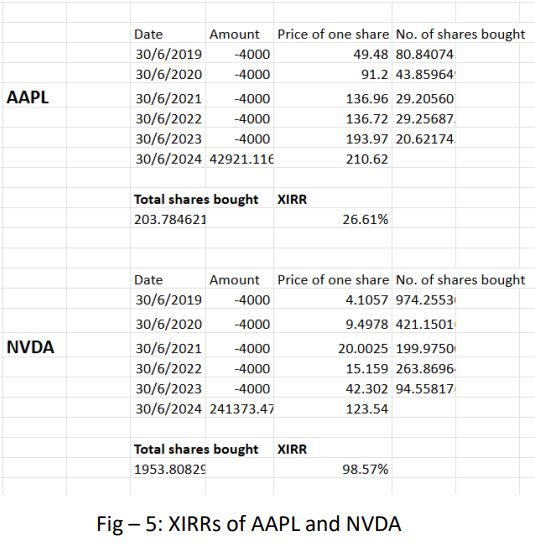 Date Amount Price of one share No. of shares bought
30/6/2019 -4000 49.48 80.84074
30/6/2020 -4000 91.2 43.85964
AAPL 30/6/2021 -4000 136.96 29.20560
30/6/2022 -4000 136.72 29.25687
30/6/2023 -4000 193.97 20.62174
30/6/2024 42921.116 210.62
Total shares bought XIRR
203.784621 26.61%
Date Amount Price of one share No. of shares bought
30/6/2019 -4000 4.1057 974.2553
30/6/2020 -4000 9.4978 421.1501
NVDA 30/6/2021 -4000 20.0025 199.9750
30/6/2022 -4000 15.159 263.8696
30/6/2023 -4000 42.302 94.55817
30/6/2024 241373.47 123.54
Total shares bought XIRR
1953.80829 98.57%
Fig – 5: XIRRs of AAPL and NVDA